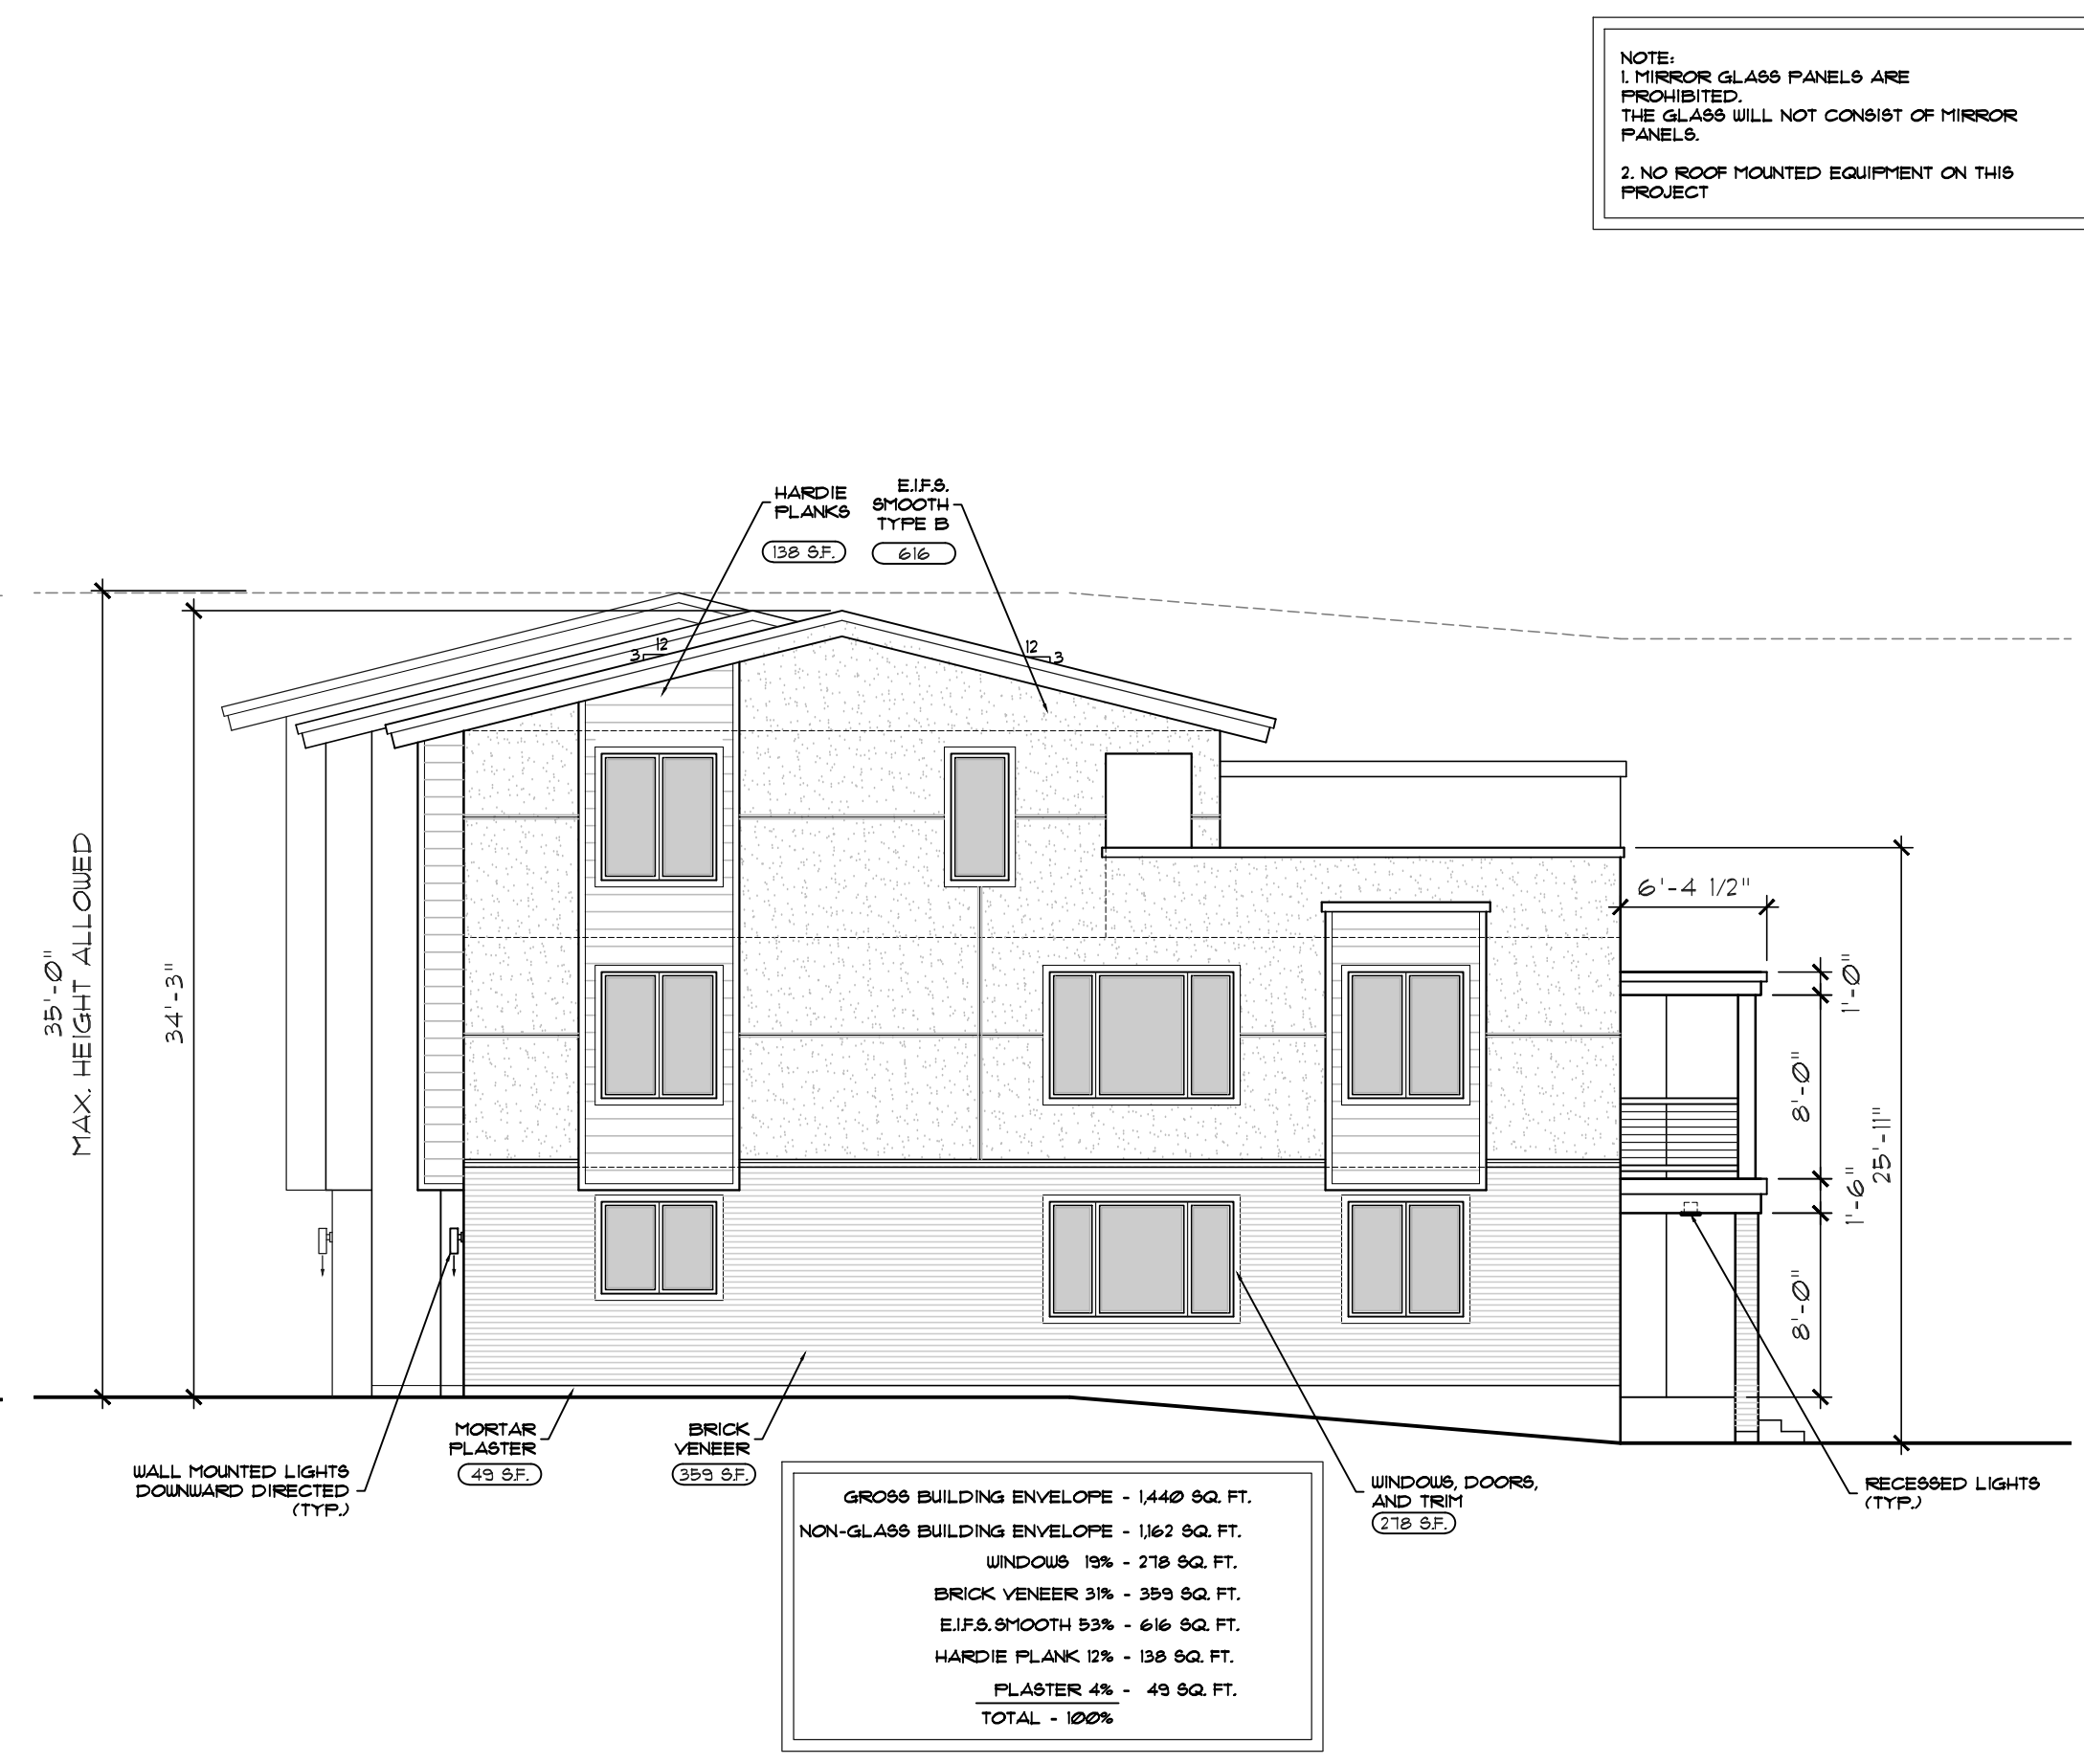 NOTE:
1. MIRROR GLASS PANELS ARE
PROHIBITED.
THE GLASS WILL NOT CONSIST OF MIRROR
PANELS.
2. NO ROOF MOUNTED EQUIPMENT ON THIS
PROJECT
HARDIE
PLANKS
138 S.F.
E.I.F.S.
SMOOTH
TYPE B
616
12
3
12
3
35'-0"
MAX. HEIGHT ALLOWED
34'-3"
6'-4 1/2"
1'-0"
8'-0"
1'-6"
8'-0"
25'-11"
MORTAR
PLASTER
49 S.F.
BRICK
VENEER
359 S.F.
WALL MOUNTED LIGHTS
DOWNWARD DIRECTED
(TYP.)
WINDOWS, DOORS,
AND TRIM
278 S.F.
RECESSED LIGHTS
(TYP.)
GROSS BUILDING ENVELOPE - 1,440 SQ. FT.
NON-GLASS BUILDING ENVELOPE - 1,162 SQ. FT.
WINDOWS 19% - 278 SQ. FT.
BRICK VENEER 31% - 359 SQ. FT.
E.I.F.S. SMOOTH 53% - 616 SQ. FT.
HARDIE PLANK 12% - 138 SQ. FT.
PLASTER 4% - 49 SQ. FT.
TOTAL - 100%